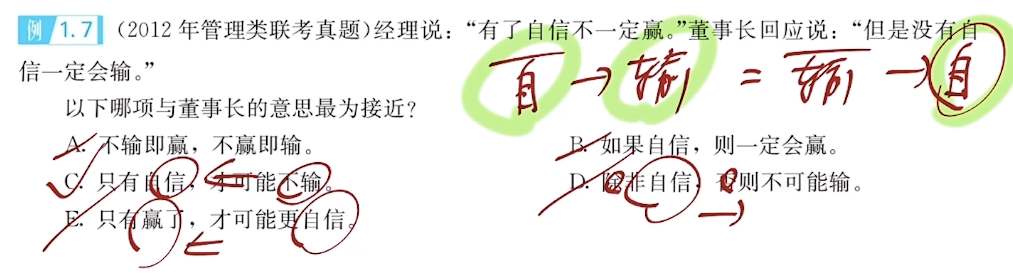 例 1.7 （2012年管理类联考真题）经理说：“有了自信不一定赢。”董事长回应说：“但是没有自
信一定会输。”
自̅→输 = 输̅→自
以下哪项与董事长的意思最为接近？
A. 不输即赢，不赢即输。
B. 如果自信，则一定会赢。
C. 只有自信，才可能不输。
D. 除非自信，否则不可能输。
E. 只有赢了，才可能更自信。